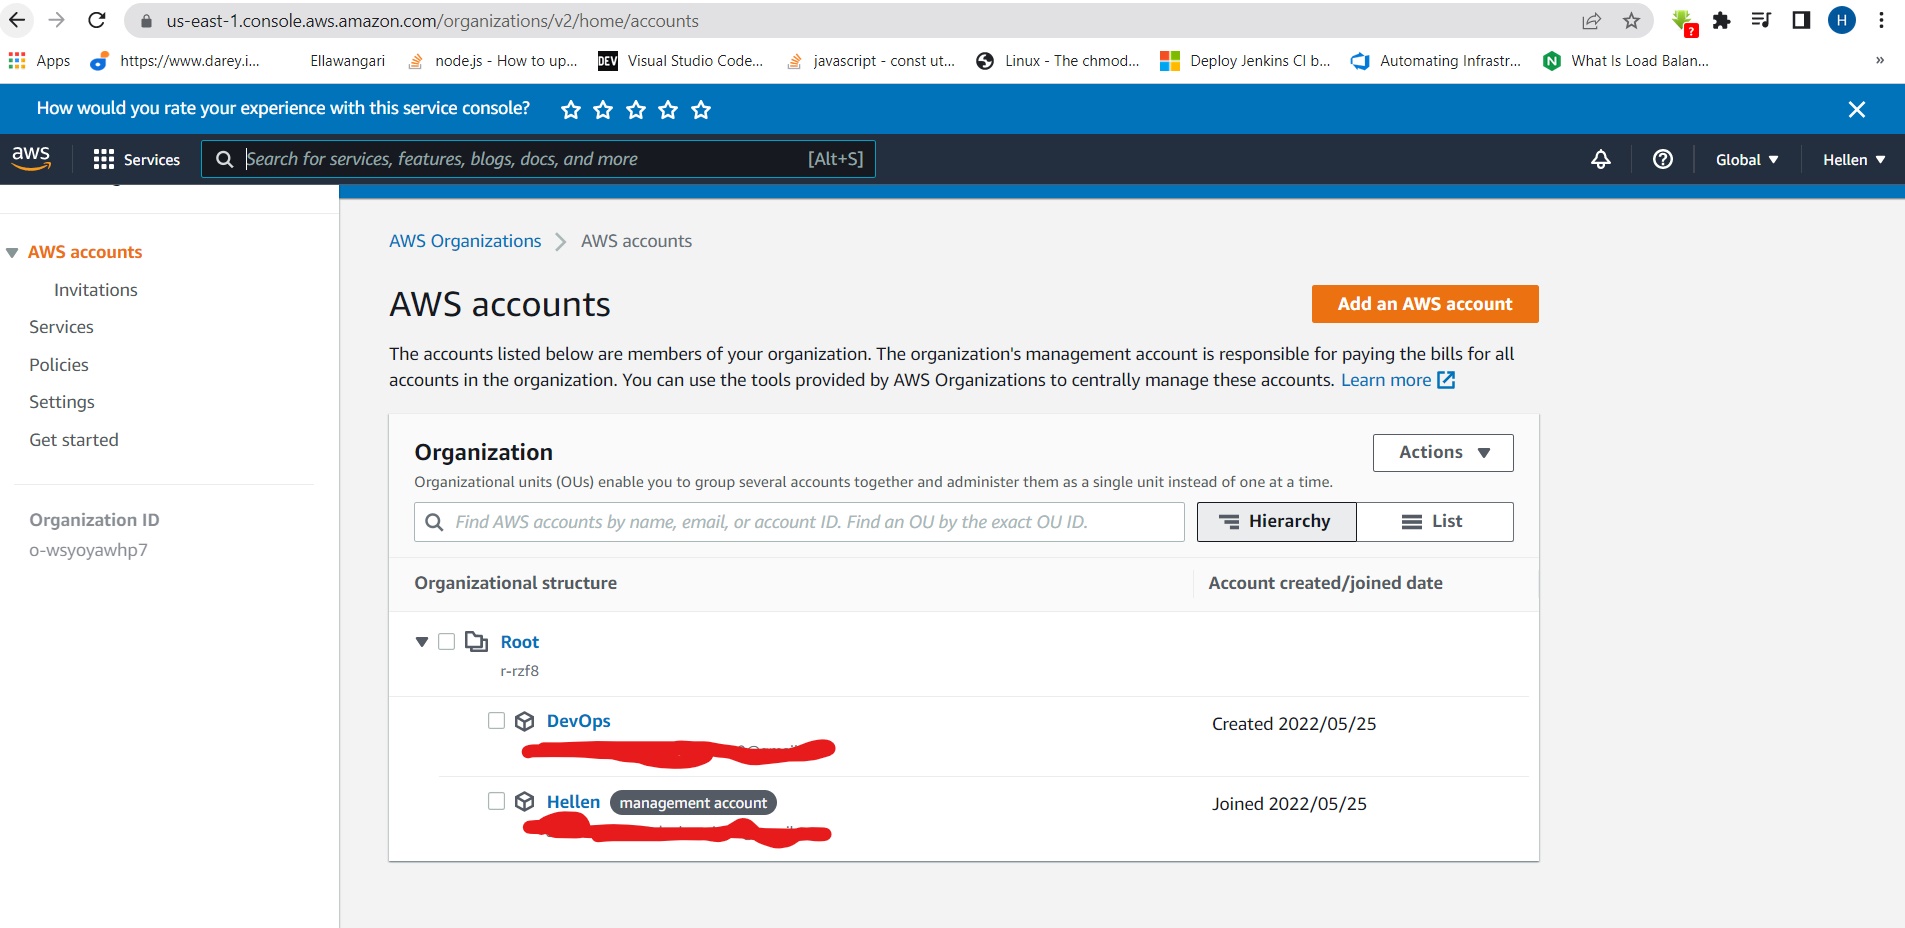 us-east-1.console.aws.amazon.com/organizations/v2/home/accounts
H
?
Apps https://www.darey.i... Ellawangari node.js - How to up... DEV Visual Studio Code... javascript - const ut... Linux - The chmod... Deploy Jenkins CI b... Automating Infrastr... N What Is Load Balan... »
How would you rate your experience with this service console?
aws Services Search for services, features, blogs, docs, and more [Alt+S] Global Hellen
AWS accounts
Invitations
Services
Policies
Settings
Get started
Organization ID
o-wsyoyawhp7
AWS Organizations AWS accounts
AWS accounts
Add an AWS account
The accounts listed below are members of your organization. The organization's management account is responsible for paying the bills for all
accounts in the organization. You can use the tools provided by AWS Organizations to centrally manage these accounts. Learn more
Organization
Actions
Organizational units (OUs) enable you to group several accounts together and administer them as a single unit instead of one at a time.
Find AWS accounts by name, email, or account ID. Find an OU by the exact OU ID.
Hierarchy List
Organizational structure Account created/joined date
Root
r-rzf8
DevOps Created 2022/05/25
Hellen management account Joined 2022/05/25